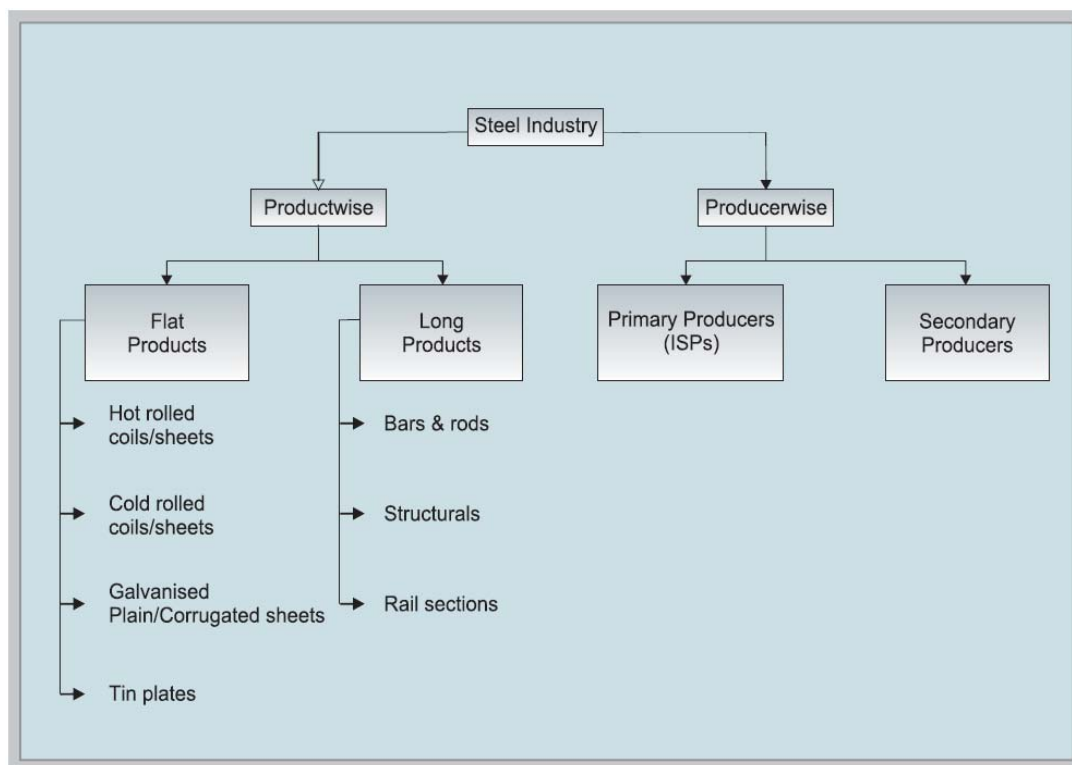 Steel Industry
Productwise
Producerwise
Flat
Products
Long
Products
Primary Producers
(ISPs)
Secondary
Producers
Hot rolled
coils/sheets
Cold rolled
coils/sheets
Galvanised
Plain/Corrugated sheets
Tin plates
Bars & rods
Structurals
Rail sections